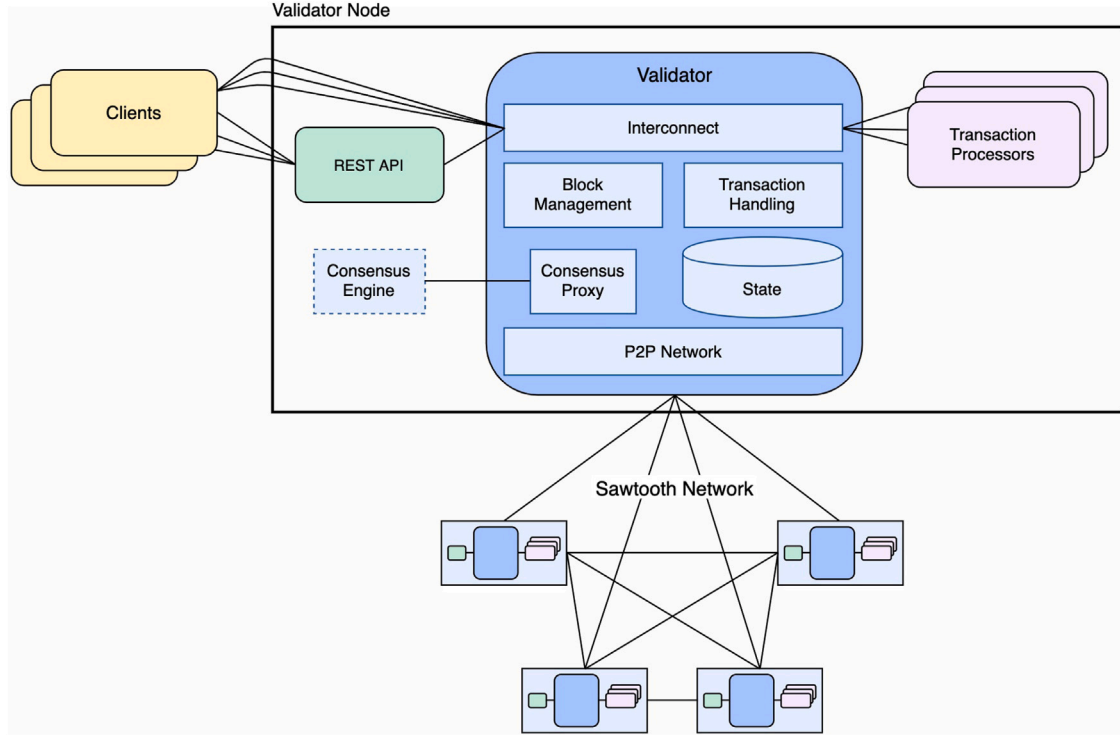 Validator Node
Validator
Clients
Interconnect
Transaction
Processors
REST API
Block
Management
Transaction
Handling
Consensus
Engine
Consensus
Proxy
State
P2P Network
Sawtooth Network